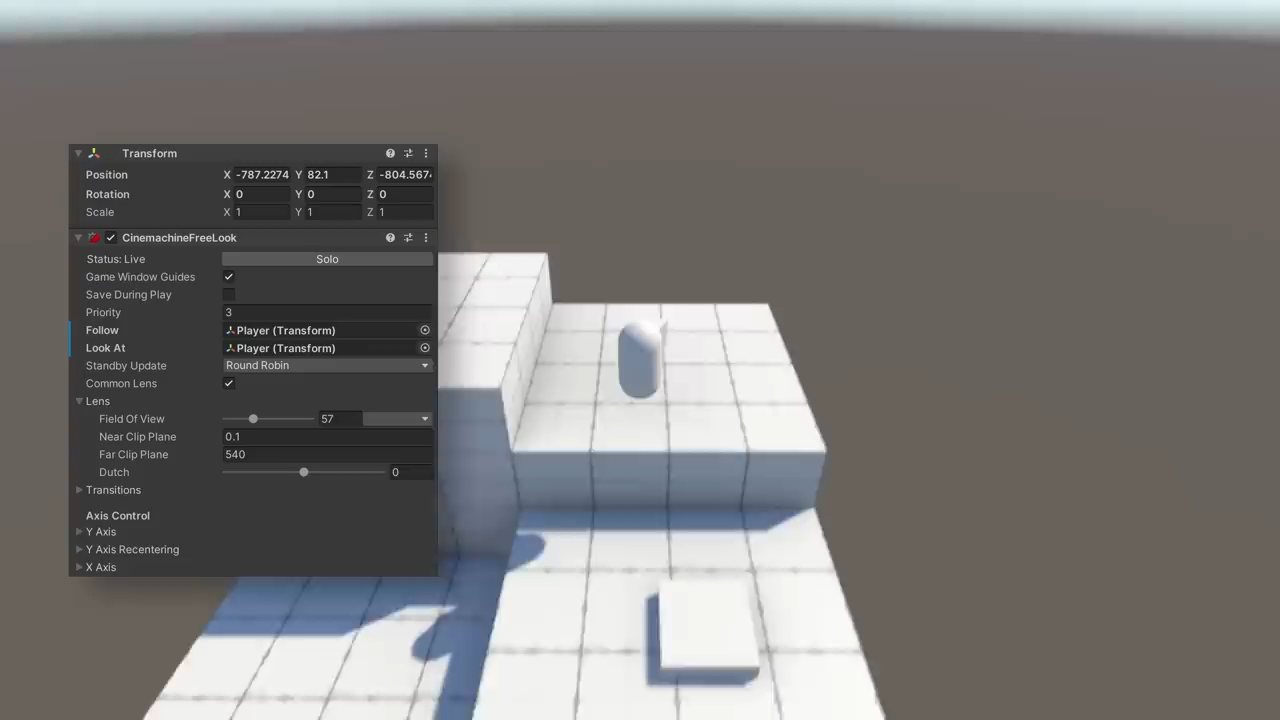 Transform
Position X -787.2274 Y 82.1 Z -804.567
Rotation X 0 Y 0 Z 0
Scale X 1 Y 1 Z 1
CinemachineFreeLook
Status: Live Solo
Game Window Guides
Save During Play
Priority 3
Follow Player (Transform)
Look At Player (Transform)
Standby Update Round Robin
Common Lens
Lens
Field Of View 57
Near Clip Plane 0.1
Far Clip Plane 540
Dutch 0
Transitions
Axis Control
Y Axis
Y Axis Recentering
X Axis